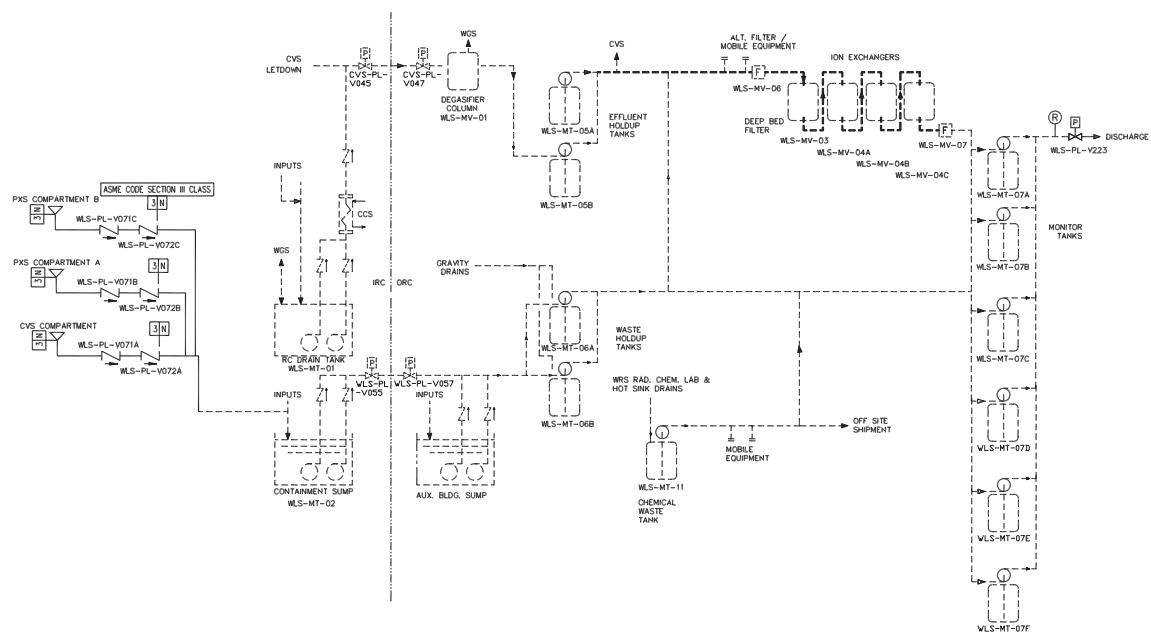 CVS
LETDOWN
P
CVS-PL-
V045
P
CVS-PL-
V047
WGS
DEGASIFIER
COLUMN
WLS-MV-01
WLS-MT-05A
EFFLUENT
HOLDUP
TANKS
WLS-MT-05B
CVS
ALT. FILTER /
MOBILE EQUIPMENT
F
WLS-MV-06
ION EXCHANGERS
DEEP BED
FILTER
WLS-MV-03
WLS-MV-04A
WLS-MV-04B
WLS-MV-04C
F
WLS-MV-07
R
P
DISCHARGE
WLS-PL-V223
WLS-MT-07A
WLS-MT-07B
MONITOR
TANKS
WLS-MT-07C
WLS-MT-07D
WLS-MT-07E
WLS-MT-07F
INPUTS
CCS
WGS
IRC
ORC
RC DRAIN TANK
WLS-MT-01
ASME CODE SECTION III CLASS
PXS COMPARTMENT B
3 N
WLS-PL-V071C
3 N
WLS-PL-V072C
PXS COMPARTMENT A
3 N
WLS-PL-V071B
3 N
WLS-PL-V072B
CVS COMPARTMENT
3 N
WLS-PL-V071A
3 N
WLS-PL-V072A
GRAVITY
DRAINS
WLS-MT-06A
WASTE
HOLDUP
TANKS
WLS-MT-06B
P
WLS-PL
-V055
P
WLS-PL-V057
INPUTS
CONTAINMENT SUMP
WLS-MT-02
INPUTS
AUX. BLDG. SUMP
WRS RAD. CHEM. LAB &
HOT SINK DRAINS
WLS-MT-11
CHEMICAL
WASTE
TANK
MOBILE
EQUIPMENT
OFF SITE
SHIPMENT